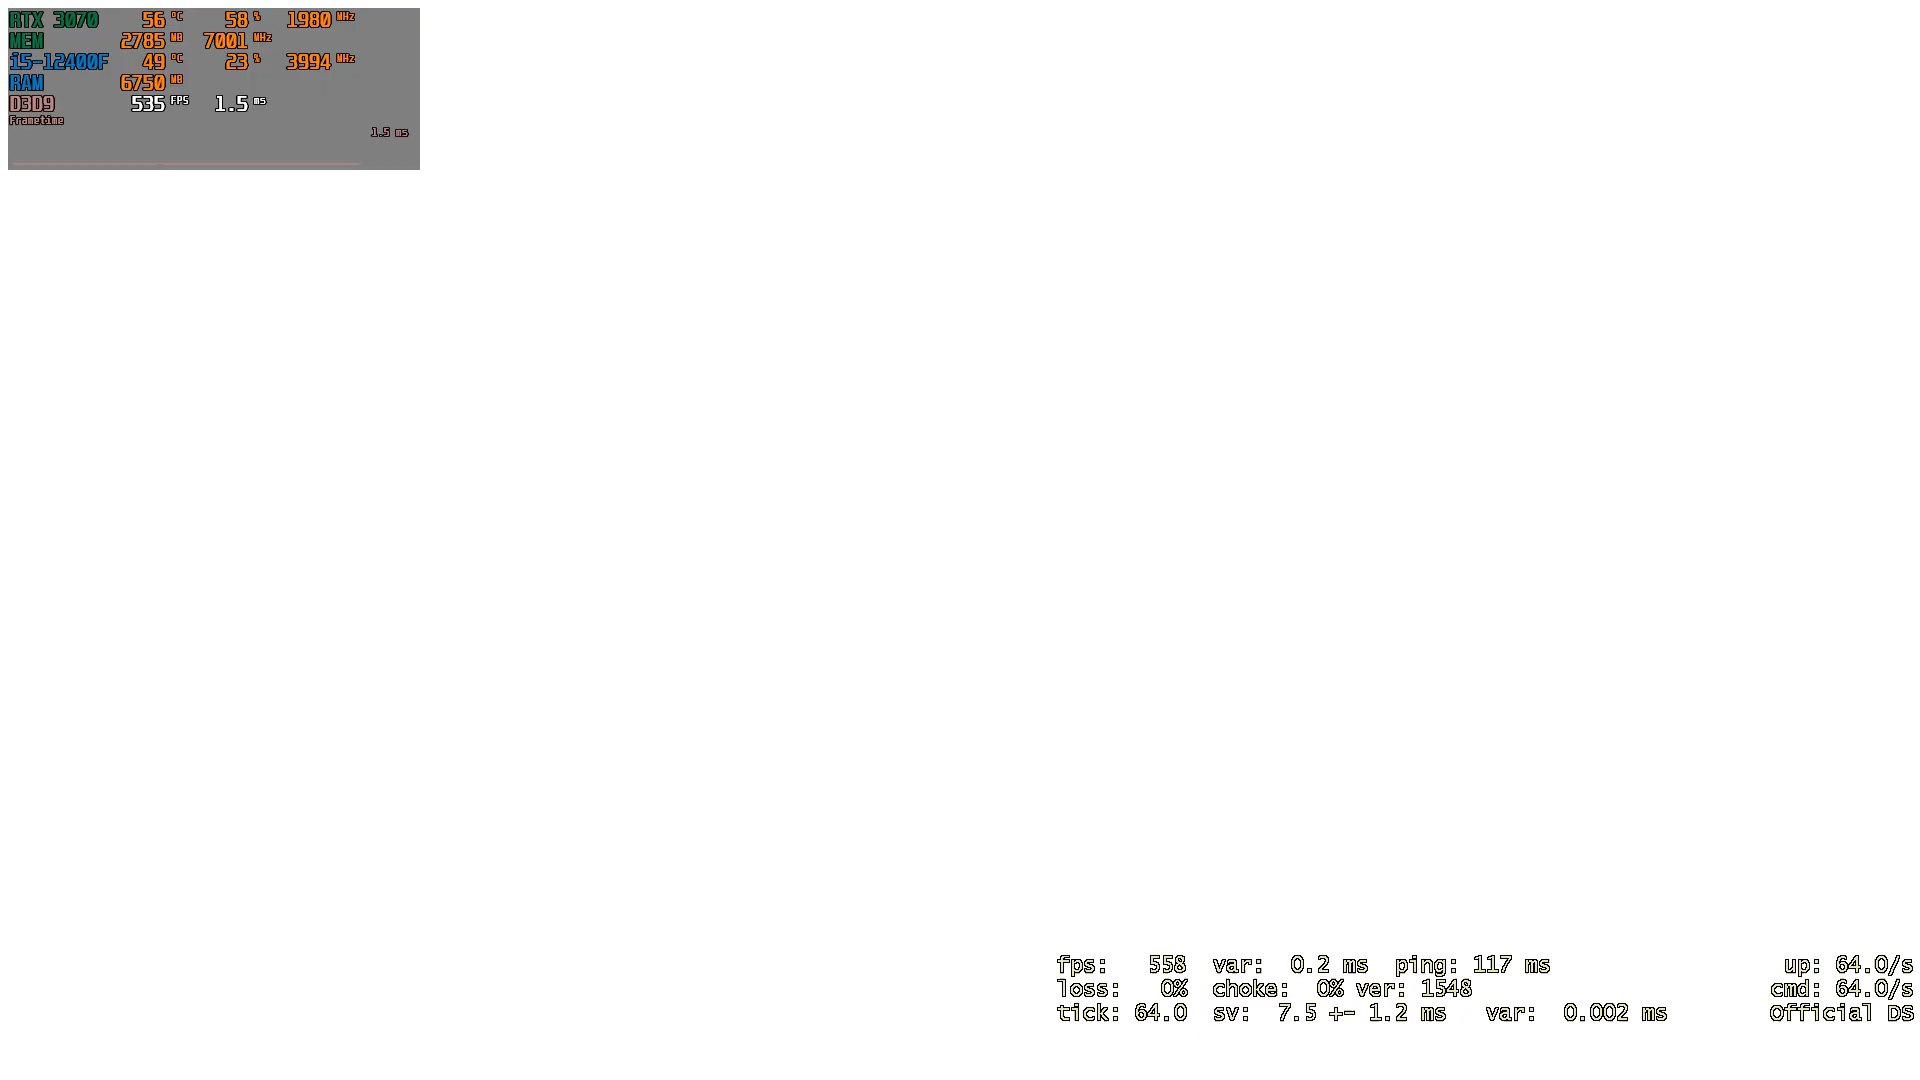 RTX 3070 56 °C 58 % 1980 MHz
MEM 2785 MB 7001 MHz
i5-12400F 49 °C 23 % 3994 MHz
RAM 6750 MB
D3D9 535 FPS 1.5 ms
Frametime
1.5 ms
fps: 558 var: 0.2 ms ping: 117 ms up: 64.0/s
loss: 0% choke: 0% ver: 1548 cmd: 64.0/s
tick: 64.0 sv: 7.5 +- 1.2 ms var: 0.002 ms Official DS